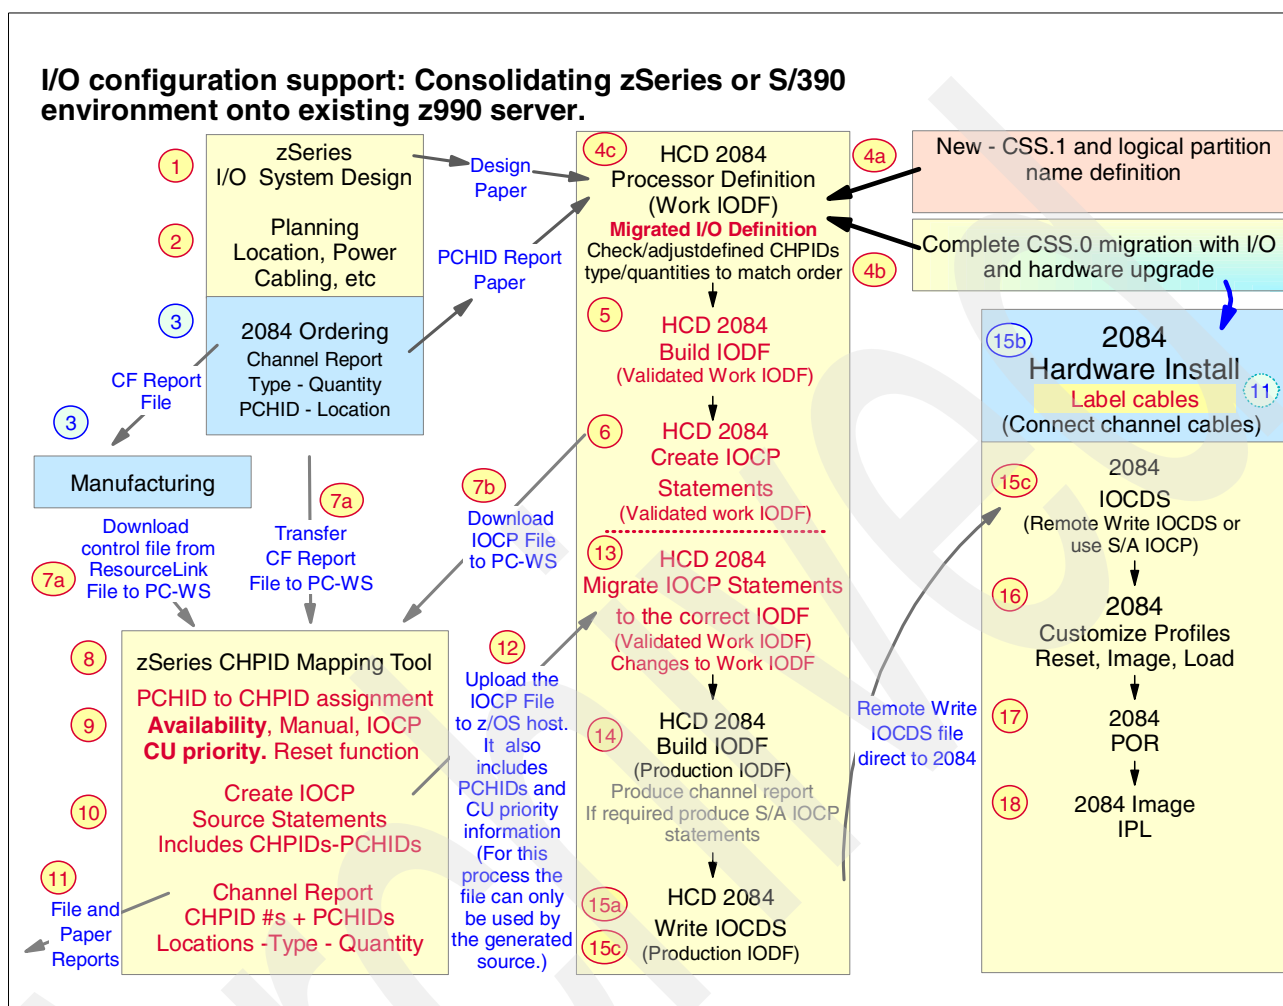 I/O configuration support: Consolidating zSeries or S/390
environment onto existing z990 server.
1
zSeries
I/O System Design
2
Planning
Location, Power
Cabling, etc
3
2084 Ordering
Channel Report
Type - Quantity
PCHID - Location
Design
Paper
PCHID Report
Paper
CF Report
File
3
Manufacturing
Download
control file from
ResourceLink
File to PC-WS
7a
7a
Transfer
CF Report
File to PC-WS
7b
Download
IOCP File
to PC-WS
8
zSeries CHPID Mapping Tool
9
PCHID to CHPID assignment
Availability, Manual, IOCP
CU priority. Reset function
10
Create IOCP
Source Statements
Includes CHPIDs-PCHIDs
11
File and
Paper
Reports
Channel Report
CHPID #s + PCHIDs
Locations -Type - Quantity
12
Upload the
IOCP File
to z/OS host.
It also
includes
PCHIDs and
CU priority
information
(For this
process the
file can only
be used by
the generated
source.)
4c
HCD 2084
Processor Definition
(Work IODF)
Migrated I/O Definition
Check/adjustdefined CHPIDs
type/quantities to match order
5
HCD 2084
Build IODF
(Validated Work IODF)
6
HCD 2084
Create IOCP
Statements
(Validated work IODF)
13
HCD 2084
Migrate IOCP Statements
to the correct IODF
(Validated Work IODF)
Changes to Work IODF
14
HCD 2084
Build IODF
(Production IODF)
Produce channel report
If required produce S/A IOCP
statements
15a
HCD 2084
Write IOCDS
15c
(Production IODF)
4a
New - CSS.1 and logical partition
name definition
4b
Complete CSS.0 migration with I/O
and hardware upgrade
15b
2084
Hardware Install
Label cables
11
(Connect channel cables)
Remote Write
IOCDS file
direct to 2084
15c
2084
IOCDS
(Remote Write IOCDS or
use S/A IOCP)
16
2084
Customize Profiles
Reset, Image, Load
17
2084
POR
18
2084 Image
IPL